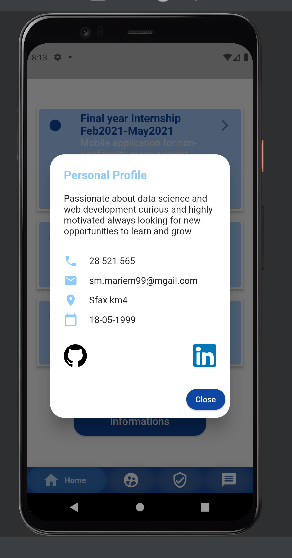 8:13
Final year Internship
Feb2021-May2021
Mobile application for non-
Personal Profile
Passionate about data science and
web development curious and highly
motivated always looking for new
opportunities to learn and grow
28 521 565
sm.mariem99@mgail.com
Sfax km4
18-05-1999
in
Close
Informations
Home